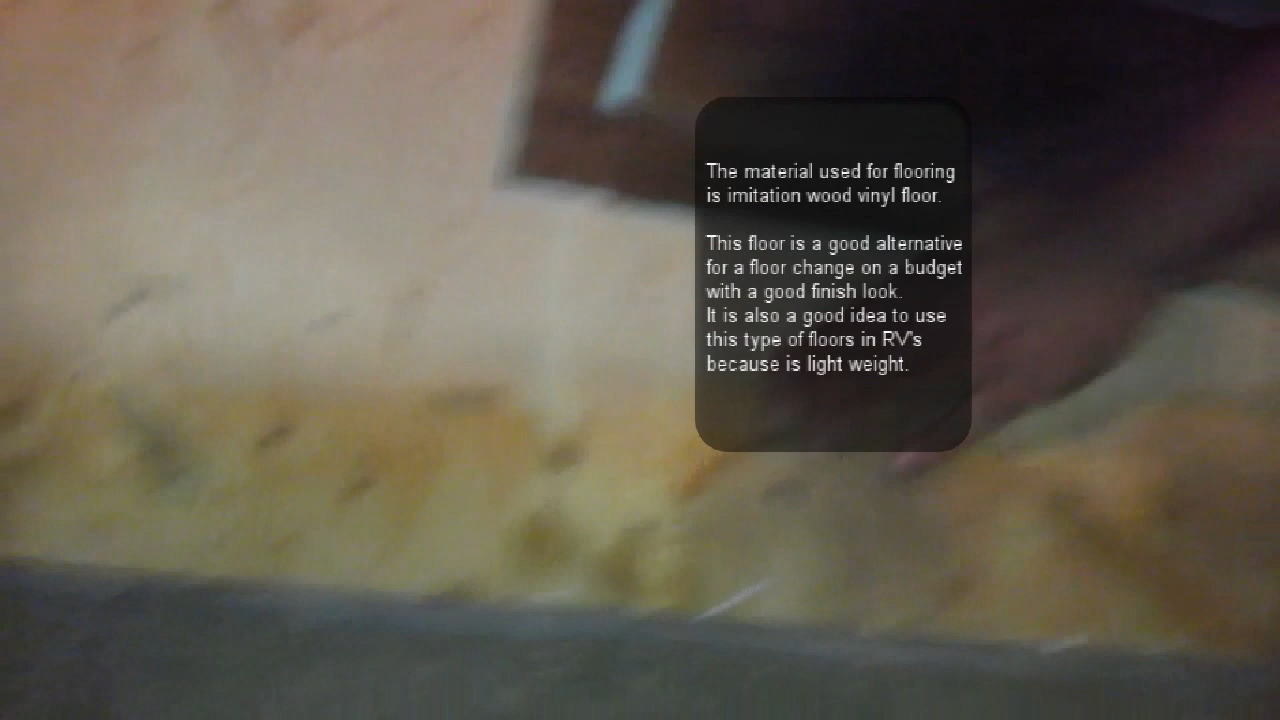 The material used for flooring
is imitation wood vinyl floor.
This floor is a good alternative
for a floor change on a budget
with a good finish look.
It is also a good idea to use
this type of floors in RV's
because is light weight.